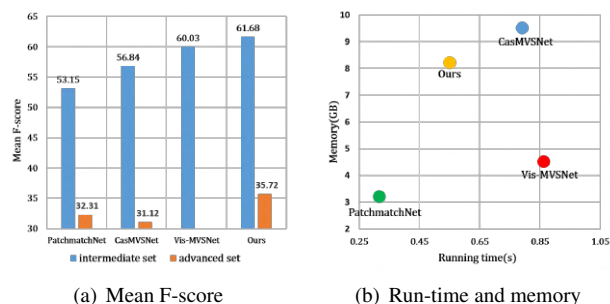 65
60
55
50
45
40
35
30
Mean F-score
53.15
56.84
60.03
61.68
32.31
31.12
35.72
PatchmatchNet CasMVSNet Vis-MVSNet Ours
intermediate set advanced set
(a) Mean F-score
10
9
8
7
6
5
4
3
2
Memory(GB)
CasMVSNet
Ours
Vis-MVSNet
PatchmatchNet
0.25 0.45 0.65 0.85 1.05
Running time(s)
(b) Run-time and memory